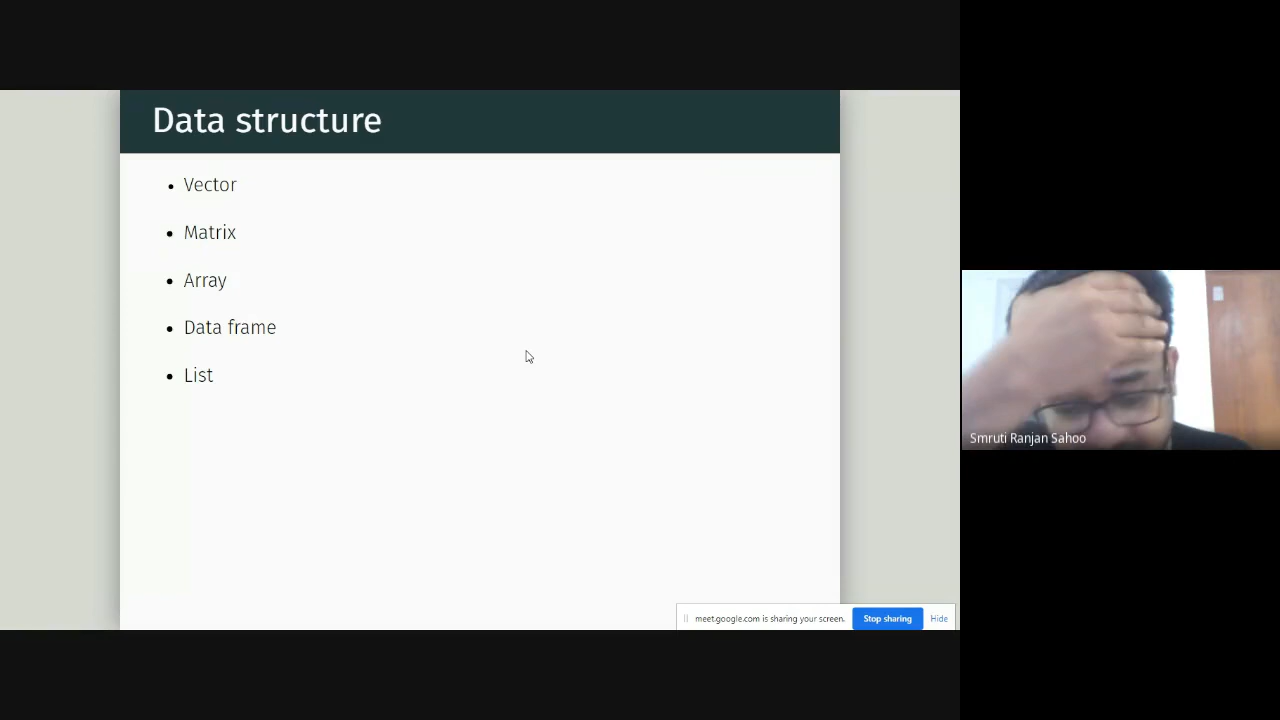 Data structure
Vector
Matrix
Array
Data frame
List
Smruti Ranjan Sahoo
meet.google.com is sharing your screen. Stop sharing Hide